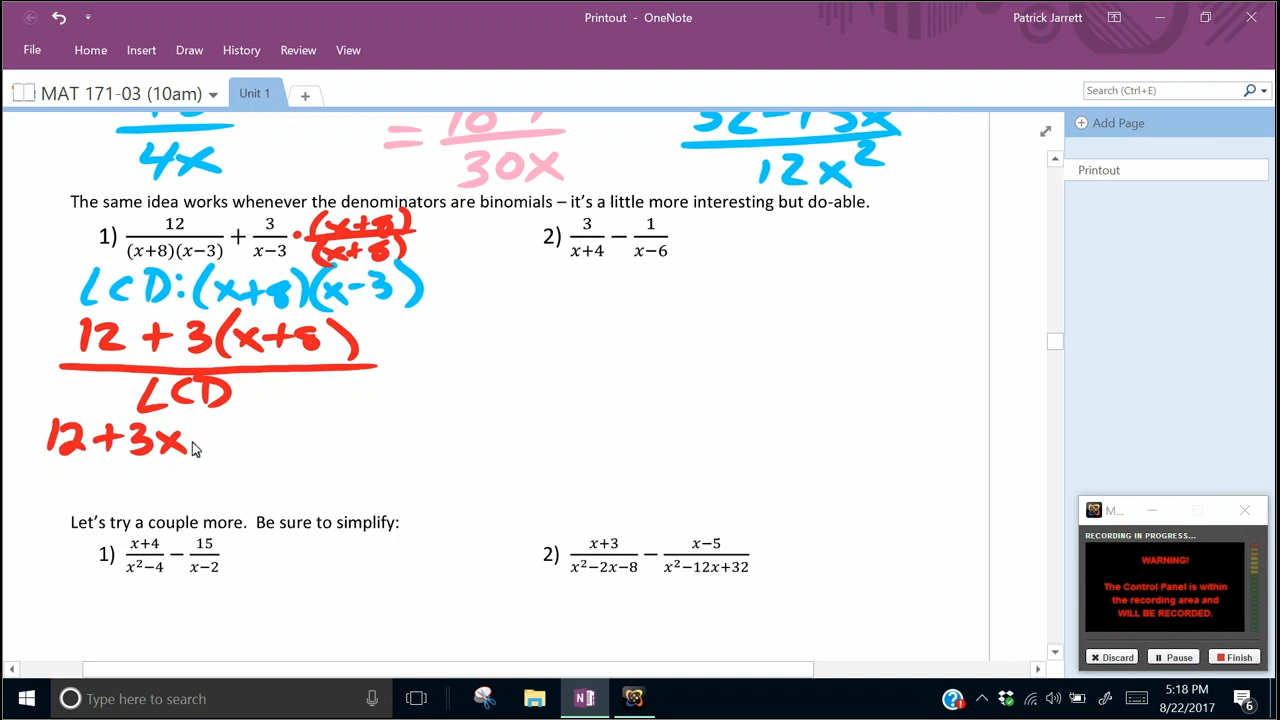 Printout - OneNote
Patrick Jarrett
File Home Insert Draw History Review View
MAT 171-03 (10am)
Unit 1
Search (Ctrl+E)
Add Page
Printout
4x
=
30x
12x²
The same idea works whenever the denominators are binomials – it's a little more interesting but do-able.
1) 12/((x+8)(x−3)) + 3/(x−3) • (x+8)/(x+8)
2) 3/(x+4) − 1/(x−6)
LCD: (x+8)(x-3)
12 + 3(x+8)
LCD
12+3x
Let's try a couple more. Be sure to simplify:
1) (x+4)/(x²−4) − 15/(x−2)
2) (x+3)/(x²−2x−8) − (x−5)/(x²−12x+32)
M...
RECORDING IN PROGRESS...
WARNING!
The Control Panel is within
the recording area and
WILL BE RECORDED.
Discard Pause Finish
Type here to search
5:18 PM
8/22/2017
6